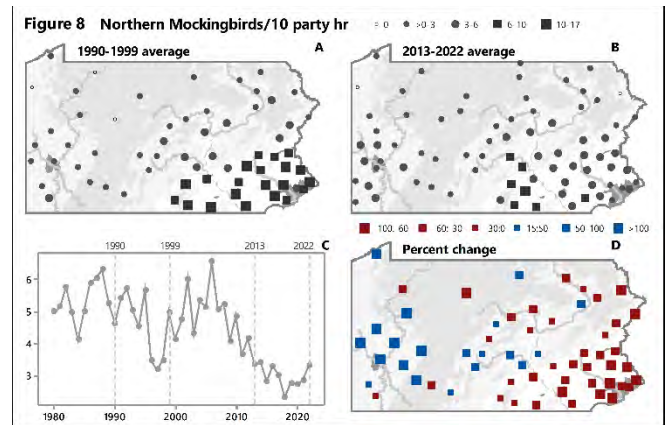 Figure 8 Northern Mockingbirds/10 party hr
0 >0-3 3-6 6-10 10-17
1990-1999 average A
2013-2022 average B
100: 60 60: 30 30:0 15:50 50 100 >100
1990 1999 2013 2022 C
Percent change D
6
5
4
3
1980 1990 2000 2010 2020